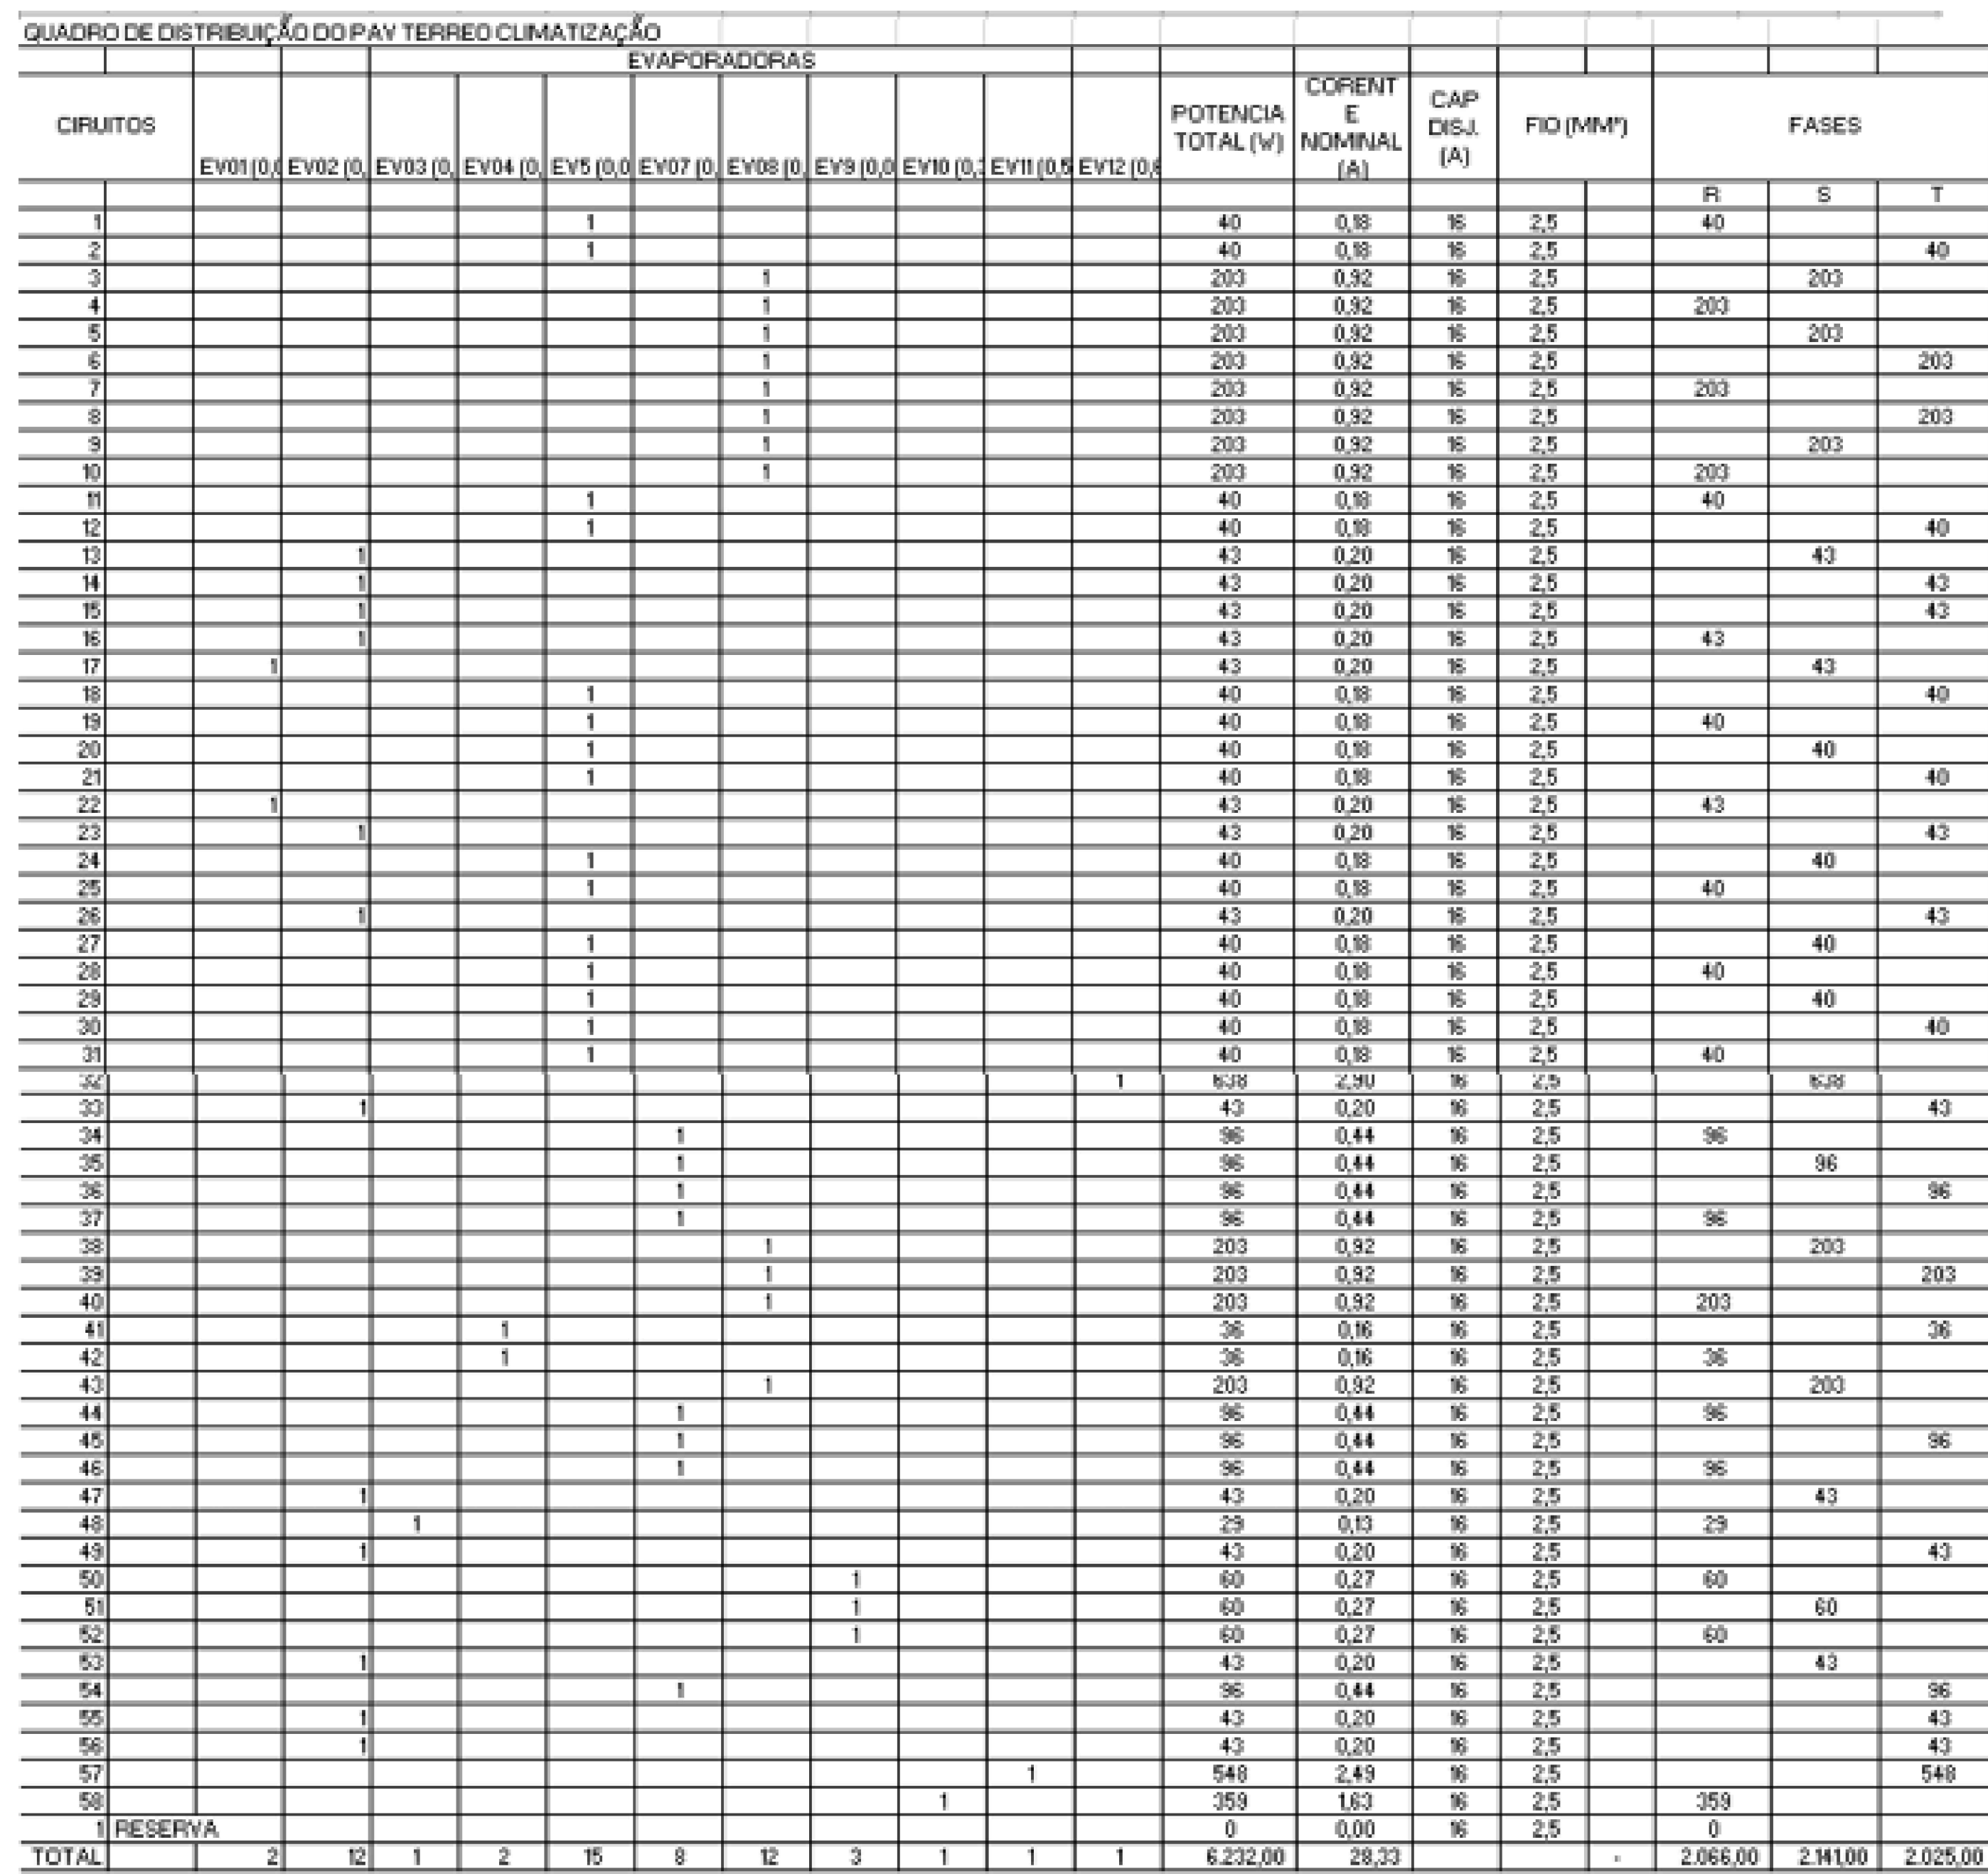 QUADRO DE DISTRIBUIÇÃO DO PAV TERREO CLIMATIZAÇÃO
EVAPORADORAS
CIRUITOS EV01 (0,0 EV02 (0, EV03 (0, EV04 (0, EV5 (0,0 EV07 (0, EV08 (0, EV9 (0,0 EV10 (0, EV11 (0,5 EV12 (0,6 POTENCIA TOTAL (W) CORENT E NOMINAL (A) CAP DISJ. (A) FIO (MM²) FASES
R S T
1 1 40 0,18 16 2,5 40
2 1 40 0,18 16 2,5 40
3 1 203 0,92 16 2,5 203
4 1 203 0,92 16 2,5 203
5 1 203 0,92 16 2,5 203
6 1 203 0,92 16 2,5 203
7 1 203 0,92 16 2,5 203
8 1 203 0,92 16 2,5 203
9 1 203 0,92 16 2,5 203
10 1 203 0,92 16 2,5 203
11 1 40 0,18 16 2,5 40
12 1 40 0,18 16 2,5 40
13 1 43 0,20 16 2,5 43
14 1 43 0,20 16 2,5 43
15 1 43 0,20 16 2,5 43
16 1 43 0,20 16 2,5 43
17 1 43 0,20 16 2,5 43
18 1 40 0,18 16 2,5 40
19 1 40 0,18 16 2,5 40
20 1 40 0,18 16 2,5 40
21 1 40 0,18 16 2,5 40
22 1 43 0,20 16 2,5 43
23 1 43 0,20 16 2,5 43
24 1 40 0,18 16 2,5 40
25 1 40 0,18 16 2,5 40
26 1 43 0,20 16 2,5 43
27 1 40 0,18 16 2,5 40
28 1 40 0,18 16 2,5 40
29 1 40 0,18 16 2,5 40
30 1 40 0,18 16 2,5 40
31 1 40 0,18 16 2,5 40
32 1 638 2,90 16 2,5 638
33 1 43 0,20 16 2,5 43
34 1 96 0,44 16 2,5 96
35 1 96 0,44 16 2,5 96
36 1 96 0,44 16 2,5 96
37 1 96 0,44 16 2,5 96
38 1 203 0,92 16 2,5 203
39 1 203 0,92 16 2,5 203
40 1 203 0,92 16 2,5 203
41 1 36 0,16 16 2,5 36
42 1 36 0,16 16 2,5 36
43 1 203 0,92 16 2,5 203
44 1 96 0,44 16 2,5 96
45 1 96 0,44 16 2,5 96
46 1 96 0,44 16 2,5 96
47 1 43 0,20 16 2,5 43
48 1 29 0,13 16 2,5 29
49 1 43 0,20 16 2,5 43
50 1 60 0,27 16 2,5 60
51 1 60 0,27 16 2,5 60
52 1 60 0,27 16 2,5 60
53 1 43 0,20 16 2,5 43
54 1 96 0,44 16 2,5 96
55 1 43 0,20 16 2,5 43
56 1 43 0,20 16 2,5 43
57 1 548 2,49 16 2,5 548
58 1 359 1,63 16 2,5 359
1 RESERVA 0 0,00 16 2,5 0
TOTAL 2 12 1 2 15 8 12 3 1 1 1 6.232,00 28,33 - 2.066,00 2.141,00 2.025,00